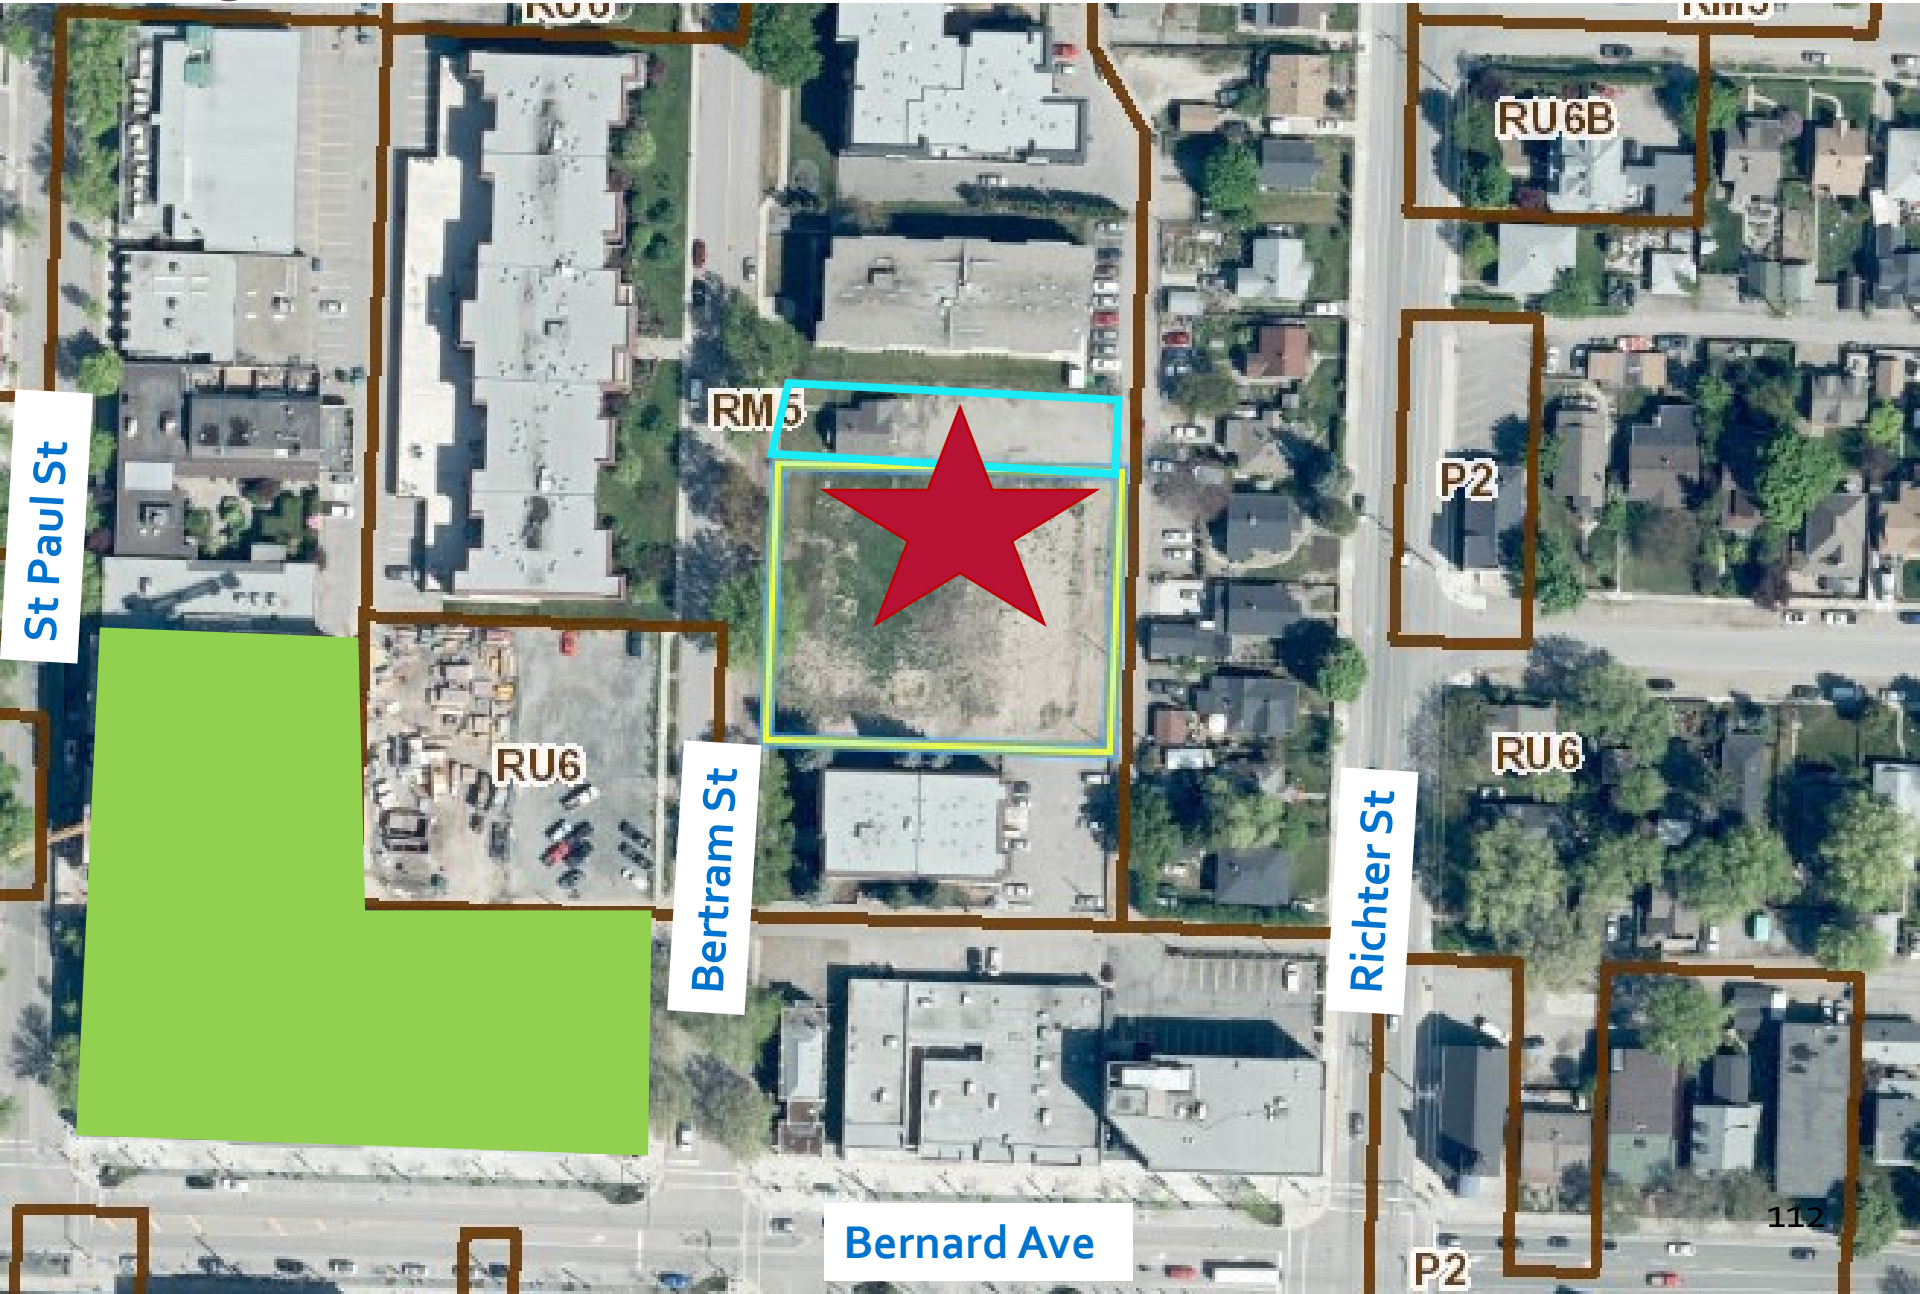 RU6B
RM5
P2
St Paul St
RU6
RU6
Bertram St
Richter St
112
Bernard Ave
P2